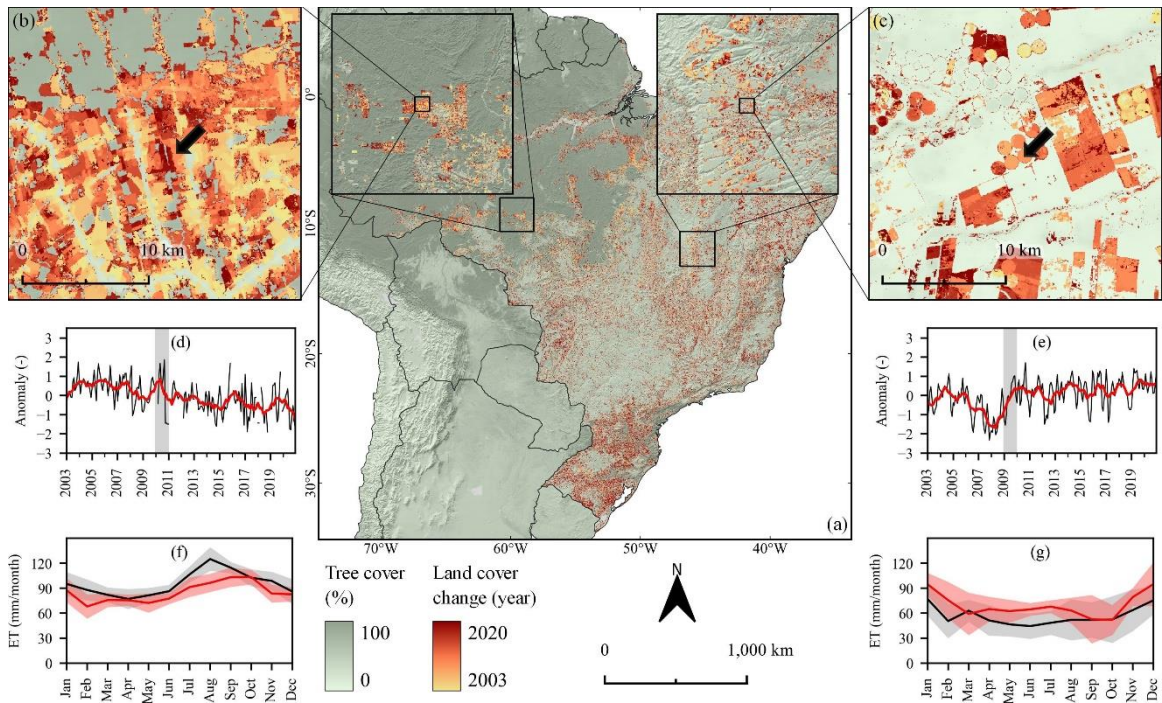 (b)
(c)
0°
10°S
20°S
30°S
0
10 km
0
10 km
(a)
70°W
60°W
50°W
40°W
(d)
Anomaly (-)
3
2
1
0
−1
−2
−3
2003
2005
2007
2009
2011
2013
2015
2017
2019
(e)
Anomaly (-)
3
2
1
0
−1
−2
−3
2003
2005
2007
2009
2011
2013
2015
2017
2019
(f)
ET (mm/month)
120
90
60
30
0
Jan
Feb
Mar
Apr
May
Jun
Jul
Aug
Sep
Oct
Nov
Dec
Tree cover
(%)
100
0
Land cover
change (year)
2020
2003
N
0
1,000 km
(g)
ET (mm/month)
120
90
60
30
0
Jan
Feb
Mar
Apr
May
Jun
Jul
Aug
Sep
Oct
Nov
Dec